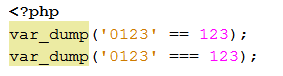 <?php
var_dump('0123' == 123);
var_dump('0123' === 123);